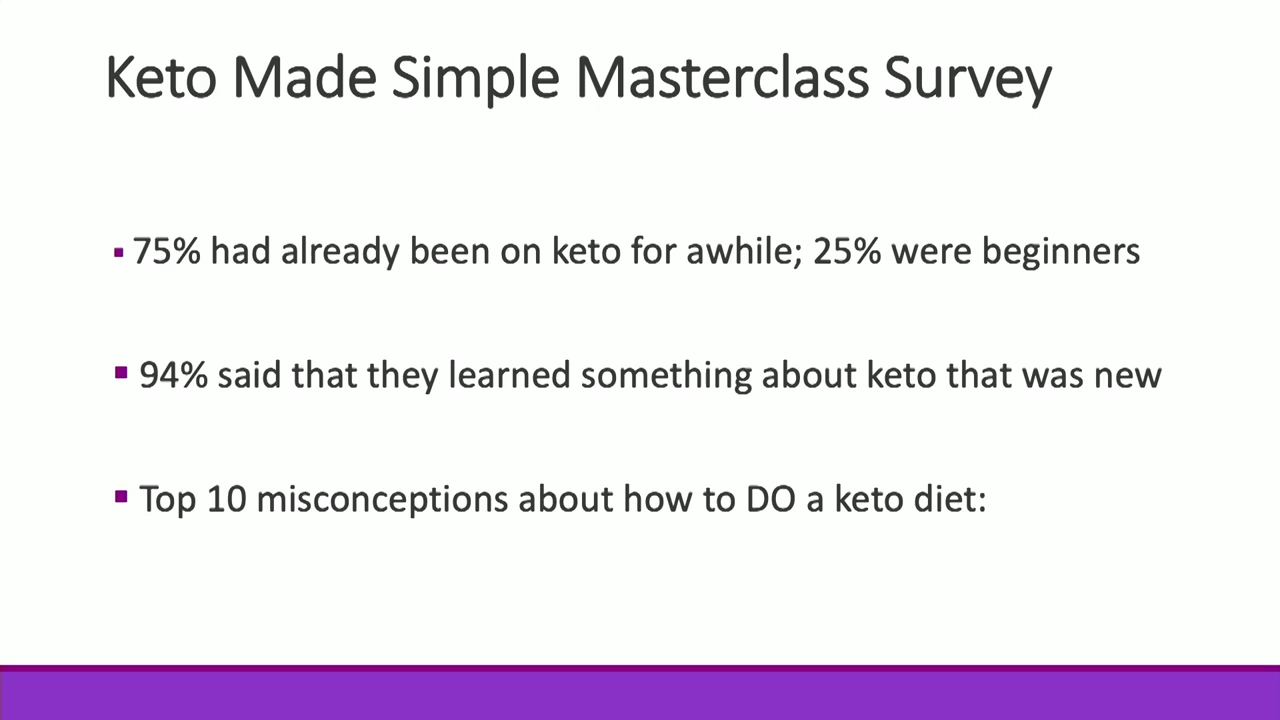 Keto Made Simple Masterclass Survey
▪ 75% had already been on keto for awhile; 25% were beginners
▪ 94% said that they learned something about keto that was new
▪ Top 10 misconceptions about how to DO a keto diet: